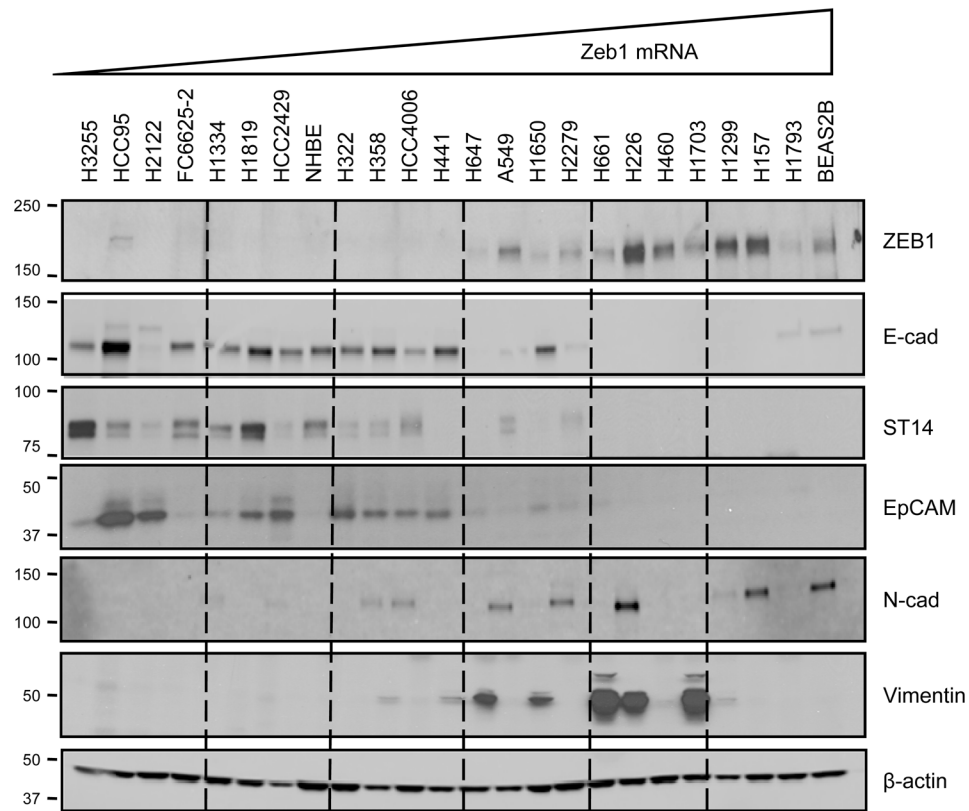 Zeb1 mRNA
H3255 HCC95 H2122 FC6625-2 H1334 H1819 HCC2429 NHBE H322 H358 HCC4006 H441 H647 A549 H1650 H2279 H661 H226 H460 H1703 H1299 H157 H1793 BEAS2B
250
ZEB1
150
150
E-cad
100
100
ST14
75
50
EpCAM
37
150
N-cad
100
50 Vimentin
50
β-actin
37